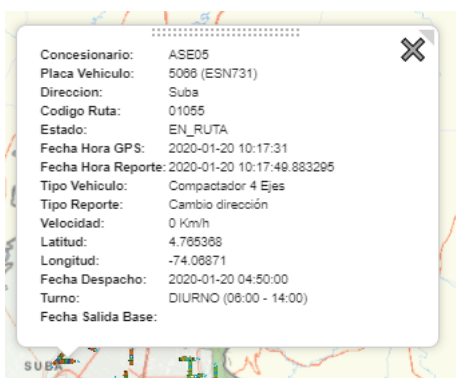 Concesionario: ASE05
Placa Vehiculo: 5066 (ESN731)
Direccion: Suba
Codigo Ruta: 01055
Estado: EN_RUTA
Fecha Hora GPS: 2020-01-20 10:17:31
Fecha Hora Reporte: 2020-01-20 10:17:49.883295
Tipo Vehiculo: Compactador 4 Ejes
Tipo Reporte: Cambio dirección
Velocidad: 0 Km/h
Latitud: 4.765368
Longitud: -74.06871
Fecha Despacho: 2020-01-20 04:50:00
Turno: DIURNO (06:00 - 14:00)
Fecha Salida Base:
SUBA